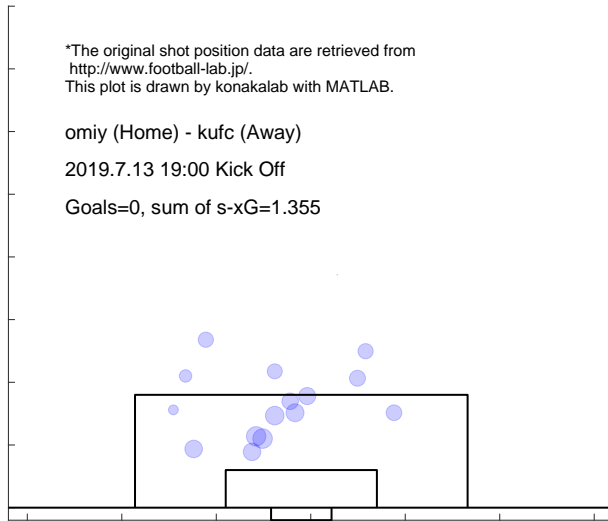 *The original shot position data are retrieved from
http://www.football-lab.jp/.
This plot is drawn by konakalab with MATLAB.
omiy (Home) - kufc (Away)
2019.7.13 19:00 Kick Off
Goals=0, sum of s-xG=1.355